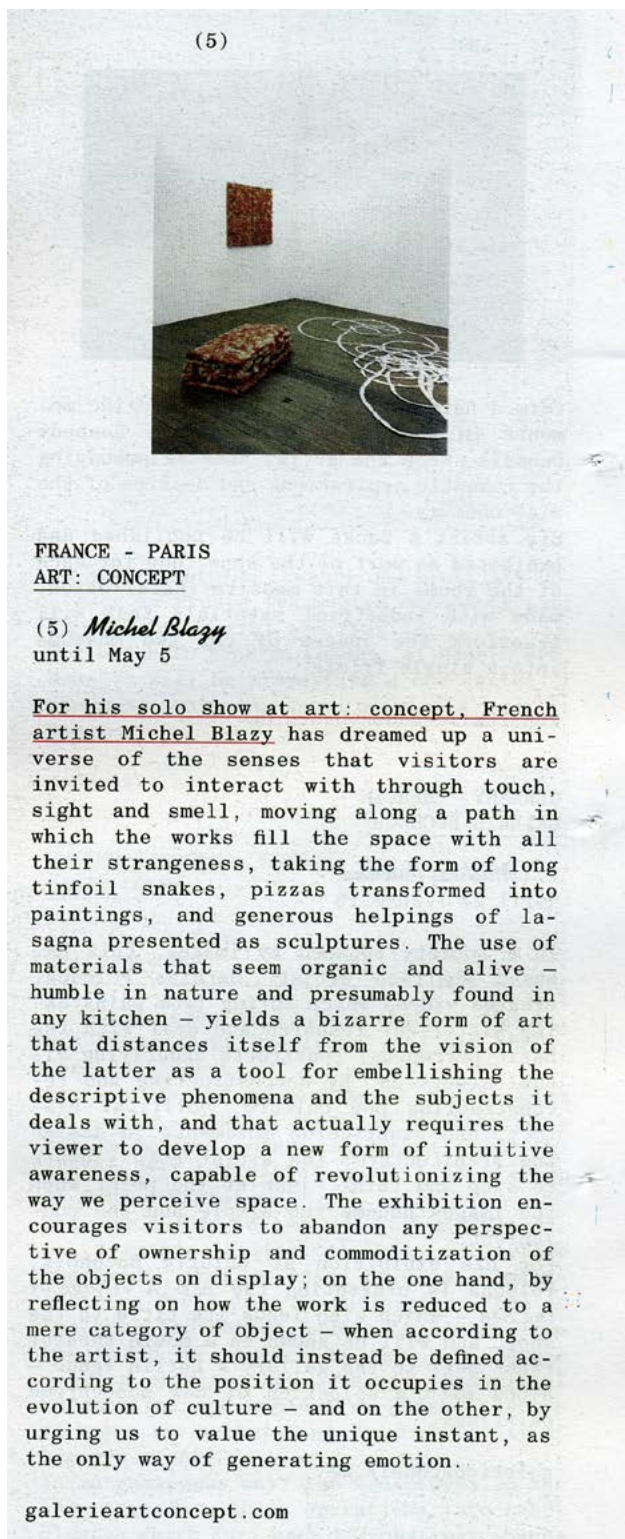 (5)
FRANCE - PARIS
ART: CONCEPT
(5) Michel Blazy
until May 5
For his solo show at art: concept, French
artist Michel Blazy has dreamed up a uni-
verse of the senses that visitors are
invited to interact with through touch,
sight and smell, moving along a path in
which the works fill the space with all
their strangeness, taking the form of long
tinfoil snakes, pizzas transformed into
paintings, and generous helpings of la-
sagna presented as sculptures. The use of
materials that seem organic and alive —
humble in nature and presumably found in
any kitchen — yields a bizarre form of art
that distances itself from the vision of
the latter as a tool for embellishing the
descriptive phenomena and the subjects it
deals with, and that actually requires the
viewer to develop a new form of intuitive
awareness, capable of revolutionizing the
way we perceive space. The exhibition en-
courages visitors to abandon any perspec-
tive of ownership and commoditization of
the objects on display; on the one hand, by
reflecting on how the work is reduced to a
mere category of object — when according to
the artist, it should instead be defined ac-
cording to the position it occupies in the
evolution of culture — and on the other, by
urging us to value the unique instant, as
the only way of generating emotion.
galerieartconcept.com